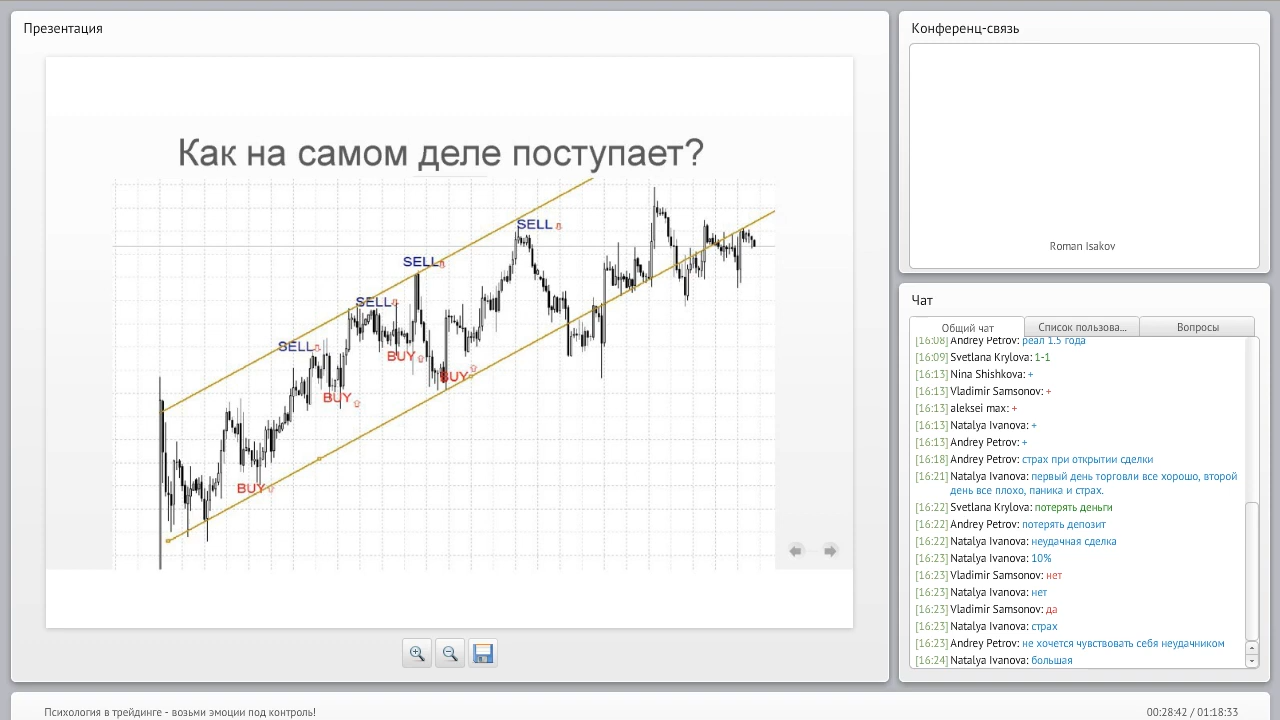 Презентация
Как на самом деле поступает?
SELL
SELL
SELL
SELL
BUY
BUY
BUY
BUY
Конференц-связь
Roman Isakov
Чат
Общий чат
Список пользова...
Вопросы
[16:08] Andrey Petrov: реал 1.5 года
[16:09] Svetlana Krylova: 1-1
[16:13] Nina Shishkova: +
[16:13] Vladimir Samsonov: +
[16:13] aleksei max: +
[16:13] Natalya Ivanova: +
[16:13] Andrey Petrov: +
[16:18] Andrey Petrov: страх при открытии сделки
[16:21] Natalya Ivanova: первый день торговли все хорошо, второй
день все плохо, паника и страх.
[16:22] Svetlana Krylova: потерять деньги
[16:22] Andrey Petrov: потерять депозит
[16:22] Natalya Ivanova: неудачная сделка
[16:23] Natalya Ivanova: 10%
[16:23] Vladimir Samsonov: нет
[16:23] Natalya Ivanova: нет
[16:23] Vladimir Samsonov: да
[16:23] Natalya Ivanova: страх
[16:23] Andrey Petrov: не хочется чувствовать себя неудачником
[16:24] Natalya Ivanova: большая
Психология в трейдинге - возьми эмоции под контроль!
00:28:42 / 01:18:33